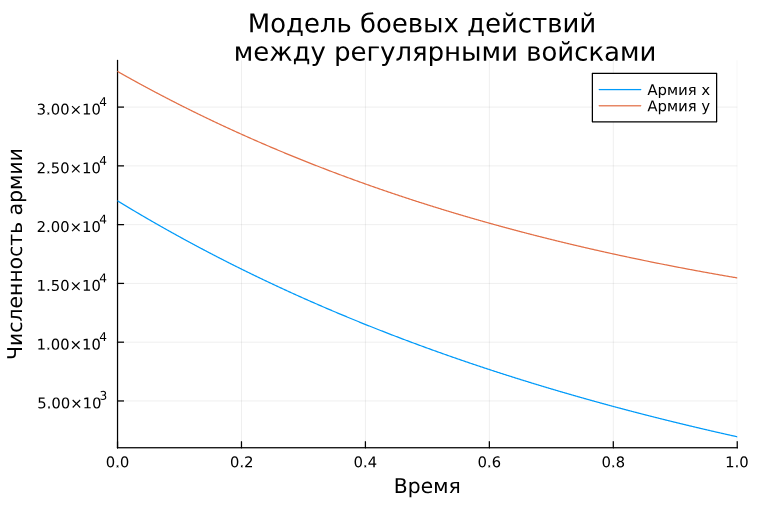 Модель боевых действий
между регулярными войсками
Армия x
Армия y
Численность армии
3.00×10⁴
2.50×10⁴
2.00×10⁴
1.50×10⁴
1.00×10⁴
5.00×10³
0.0 0.2 0.4 0.6 0.8 1.0
Время